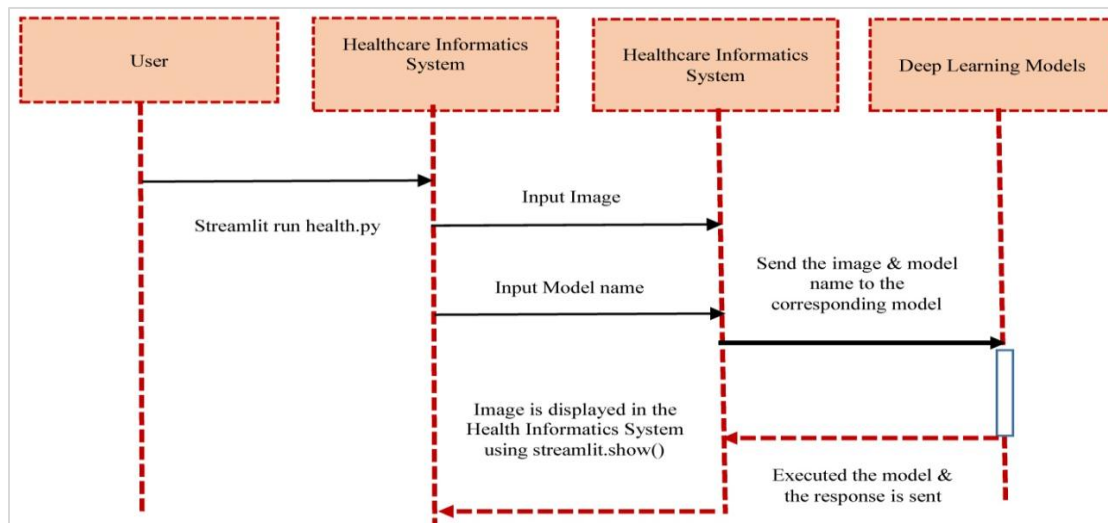 User
Healthcare Informatics
System
Healthcare Informatics
System
Deep Learning Models
Streamlit run health.py
Input Image
Input Model name
Send the image & model
name to the
corresponding model
Image is displayed in the
Health Informatics System
using streamlit.show()
Executed the model &
the response is sent